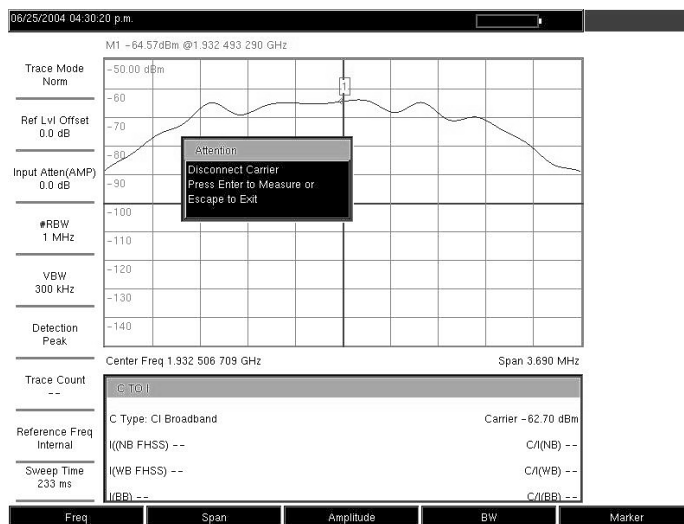 06/25/2004 04:30:20 p.m.
M1 -64.57dBm @1.932 493 290 GHz
Trace Mode
Norm
Ref Lvl Offset
0.0 dB
Input Atten(AMP)
0.0 dB
#RBW
1 MHz
VBW
300 kHz
Detection
Peak
Trace Count
--
Reference Freq
Internal
Sweep Time
233 ms
-50.00 dBm
-60
-70
-80
-90
-100
-110
-120
-130
-140
1
Attention
Disconnect Carrier
Press Enter to Measure or
Escape to Exit
Center Freq 1.932 506 709 GHz
Span 3.690 MHz
C TO I
C Type: CI Broadband
Carrier -62.70 dBm
I((NB FHSS) --
C/I(NB) --
I(WB FHSS) --
C/I(WB) --
I(BB) --
C/I(BB) --
Freq
Span
Amplitude
BW
Marker